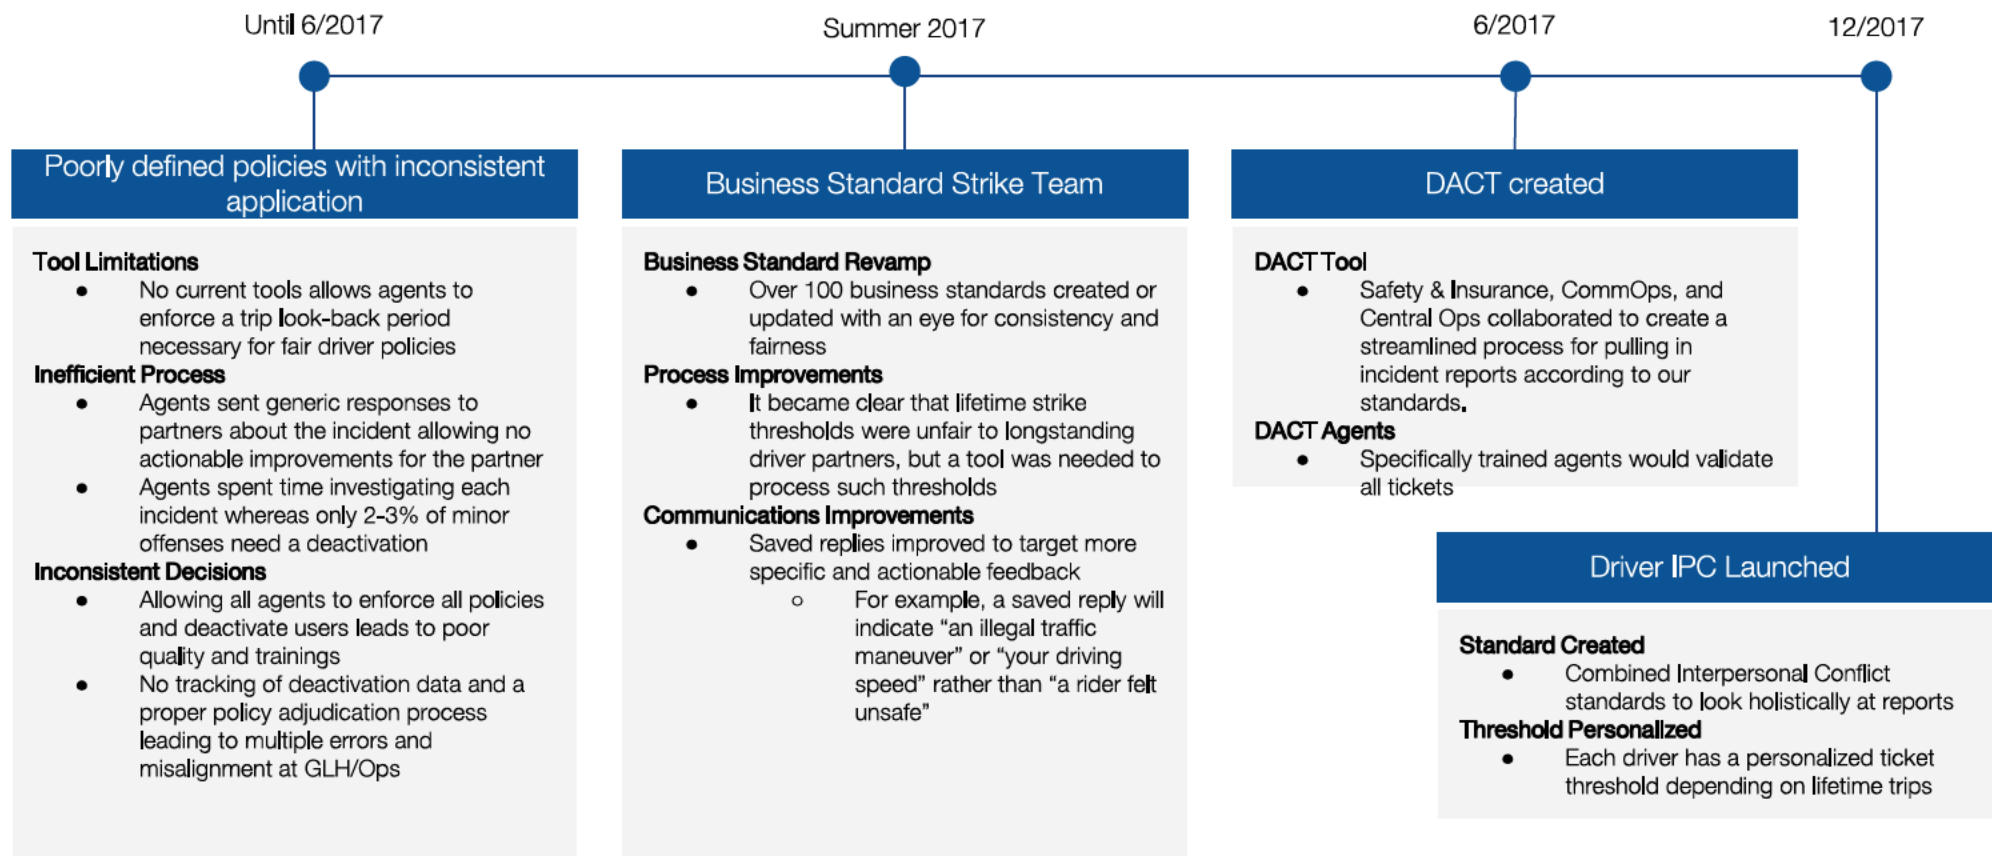 Until 6/2017
Summer 2017
6/2017
12/2017
Poorly defined policies with inconsistent
application
Tool Limitations
● No current tools allows agents to
enforce a trip look-back period
necessary for fair driver policies
Inefficient Process
● Agents sent generic responses to
partners about the incident allowing no
actionable improvements for the partner
● Agents spent time investigating each
incident whereas only 2-3% of minor
offenses need a deactivation
Inconsistent Decisions
● Allowing all agents to enforce all policies
and deactivate users leads to poor
quality and trainings
● No tracking of deactivation data and a
proper policy adjudication process
leading to multiple errors and
misalignment at GLH/Ops
Business Standard Strike Team
Business Standard Revamp
● Over 100 business standards created or
updated with an eye for consistency and
fairness
Process Improvements
● It became clear that lifetime strike
thresholds were unfair to longstanding
driver partners, but a tool was needed to
process such thresholds
Communications Improvements
● Saved replies improved to target more
specific and actionable feedback
○ For example, a saved reply will
indicate “an illegal traffic
maneuver” or “your driving
speed” rather than “a rider felt
unsafe”
DACT created
DACT Tool
● Safety & Insurance, CommOps, and
Central Ops collaborated to create a
streamlined process for pulling in
incident reports according to our
standards.
DACT Agents
● Specifically trained agents would validate
all tickets
Driver IPC Launched
Standard Created
● Combined Interpersonal Conflict
standards to look holistically at reports
Threshold Personalized
● Each driver has a personalized ticket
threshold depending on lifetime trips